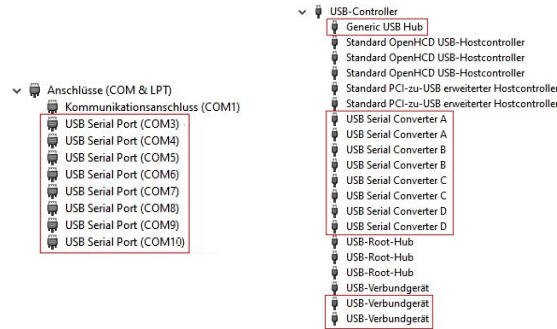 Anschlüsse (COM & LPT)
Kommunikationsanschluss (COM1)
USB Serial Port (COM3)
USB Serial Port (COM4)
USB Serial Port (COM5)
USB Serial Port (COM6)
USB Serial Port (COM7)
USB Serial Port (COM8)
USB Serial Port (COM9)
USB Serial Port (COM10)
USB-Controller
Generic USB Hub
Standard OpenHCD USB-Hostcontroller
Standard OpenHCD USB-Hostcontroller
Standard OpenHCD USB-Hostcontroller
Standard PCI-zu-USB erweiterter Hostcontroller
Standard PCI-zu-USB erweiterter Hostcontroller
USB Serial Converter A
USB Serial Converter A
USB Serial Converter B
USB Serial Converter B
USB Serial Converter C
USB Serial Converter C
USB Serial Converter D
USB Serial Converter D
USB-Root-Hub
USB-Root-Hub
USB-Root-Hub
USB-Verbundgerät
USB-Verbundgerät
USB-Verbundgerät